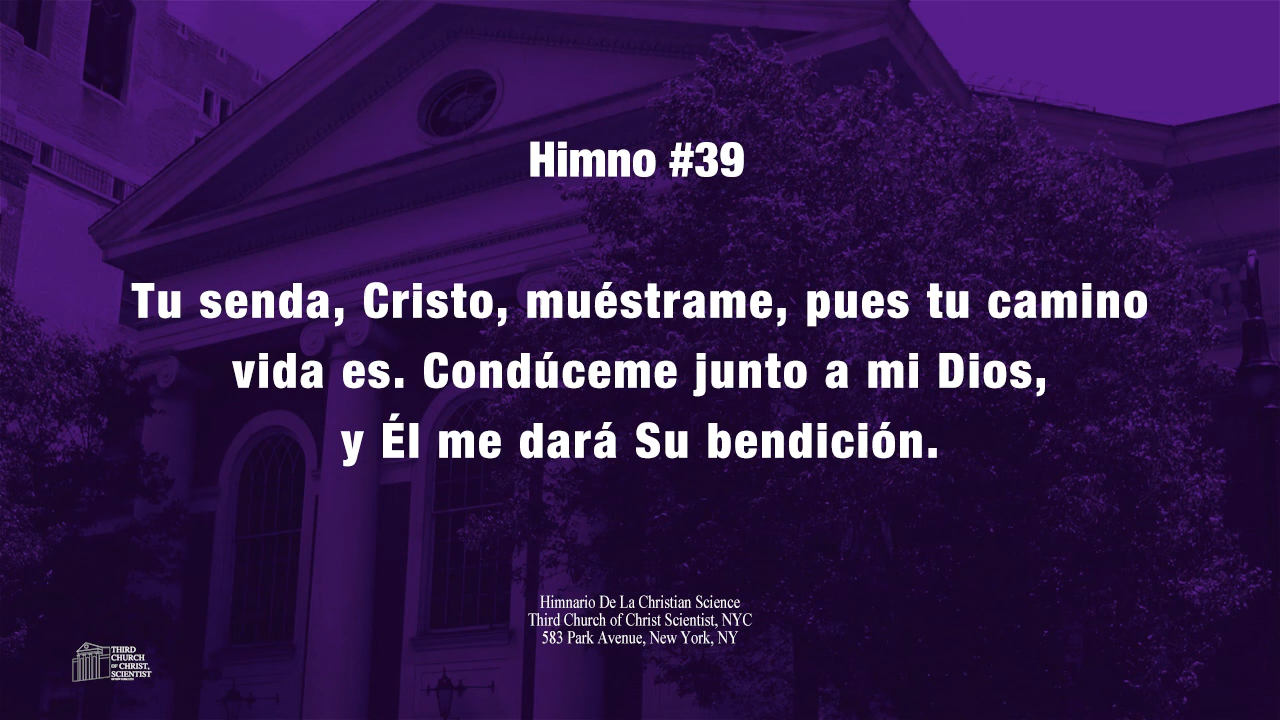 Himno #39
Tu senda, Cristo, muéstrame, pues tu camino
vida es. Condúceme junto a mi Dios,
y Él me dará Su bendición.
Himnario De La Christian Science
Third Church of Christ Scientist, NYC
583 Park Avenue, New York, NY
THIRD
CHURCH
OF CHRIST,
SCIENTIST